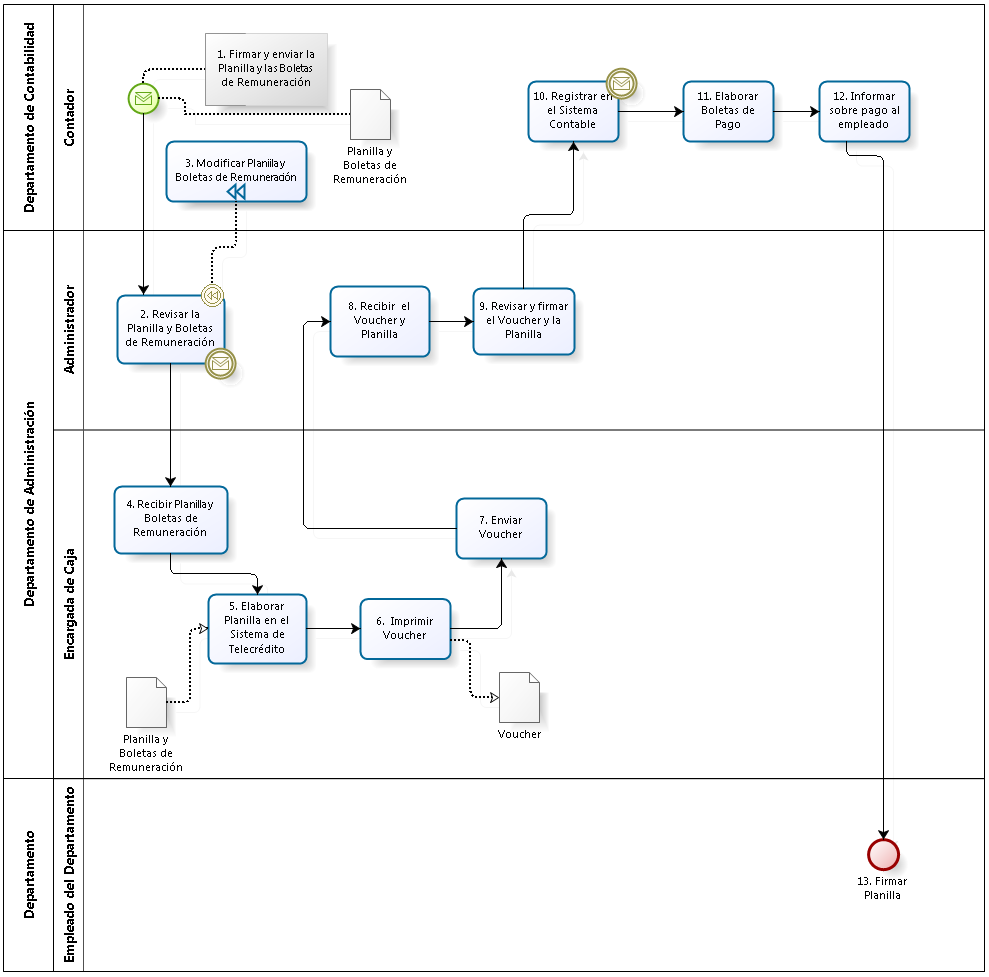 Departamento de Contabilidad
Contador
1. Firmar y enviar la
Planilla y las Boletas
de Remuneración
Planilla y
Boletas de
Remuneración
3. Modificar Planiilay
Boletas de Remuneración
10. Registrar en
el Sistema
Contable
11. Elaborar
Boletas de
Pago
12. Informar
sobre pago al
empleado
Departamento de Administración
Administrador
2. Revisar la
Planilla y Boletas
de Remuneración
8. Recibir el
Voucher y
Planilla
9. Revisar y firmar
el Voucher y la
Planilla
Encargada de Caja
4. Recibir Planillay
Boletas de
Remuneración
5. Elaborar
Planilla en el
Sistema de
Telecrédito
6. Imprimir
Voucher
7. Enviar
Voucher
Planilla y
Boletas de
Remuneración
Voucher
Departamento
Empleado del Departamento
13. Firmar
Planilla